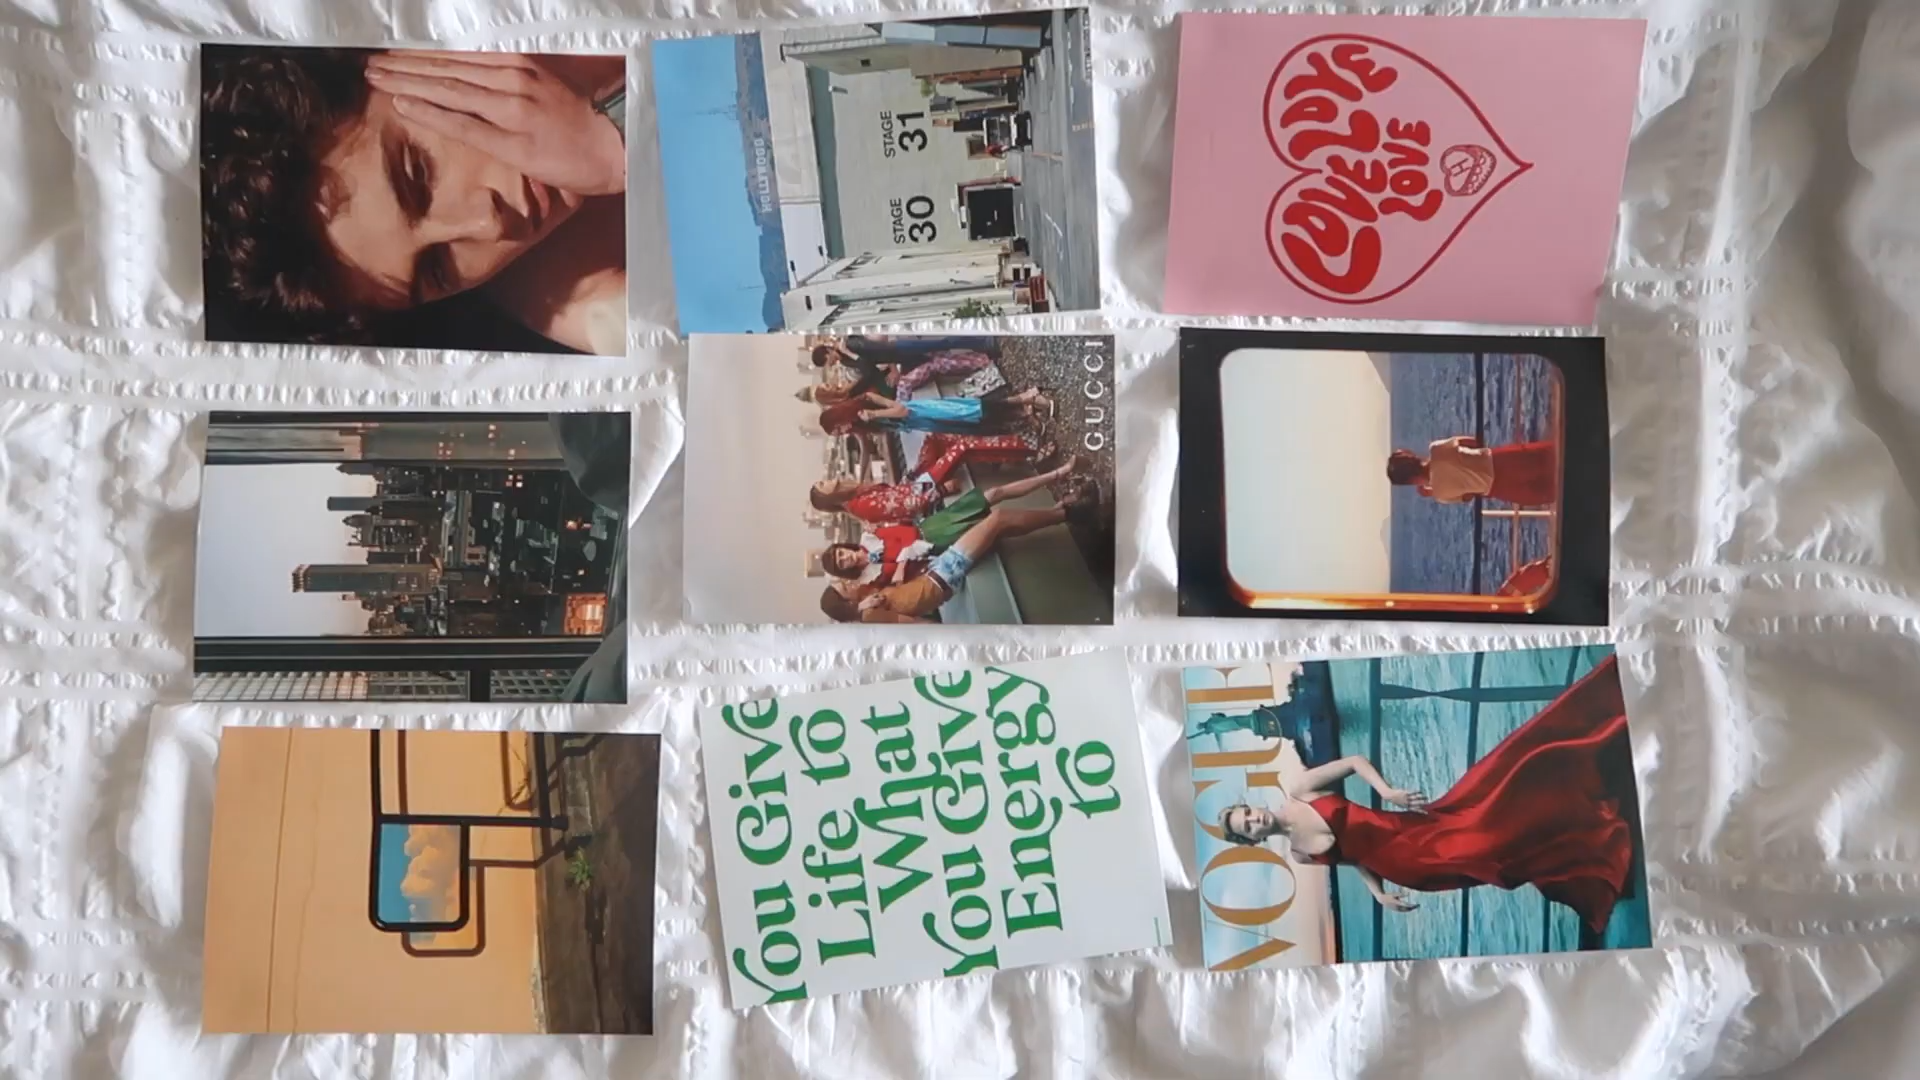 HOLLYWOOD
STAGE
30
STAGE
31
LOVE LOVE
LOVE
H
GUCCI
You Give
Life to
What
You Give
Energy
to
VOGUE